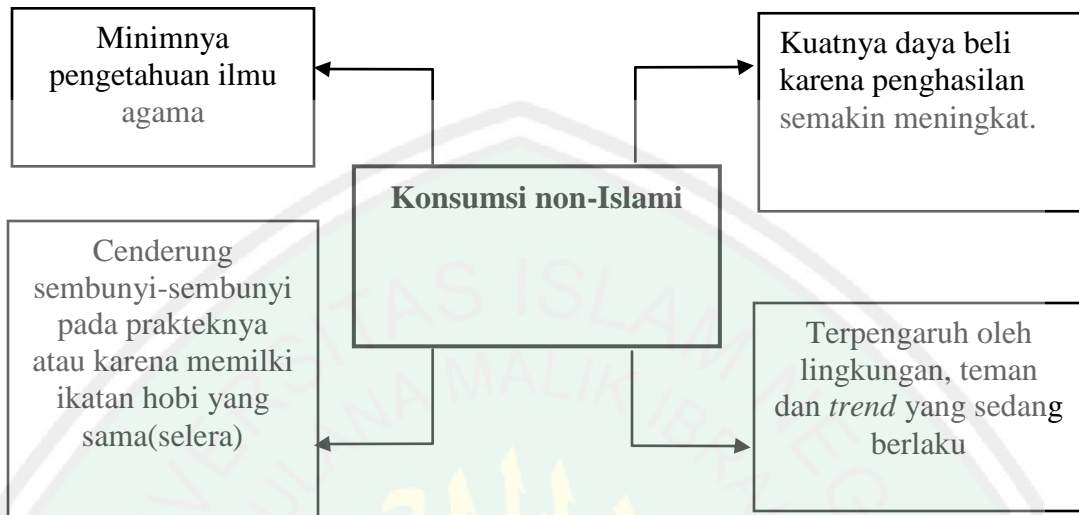 Minimnya
pengetahuan ilmu
agama
Kuatnya daya beli
karena penghasilan
semakin meningkat.
Konsumsi non-Islami
Cenderung
sembunyi-sembunyi
pada prakteknya
atau karena memilki
ikatan hobi yang
sama(selera)
Terpengaruh oleh
lingkungan, teman
dan trend yang sedang
berlaku